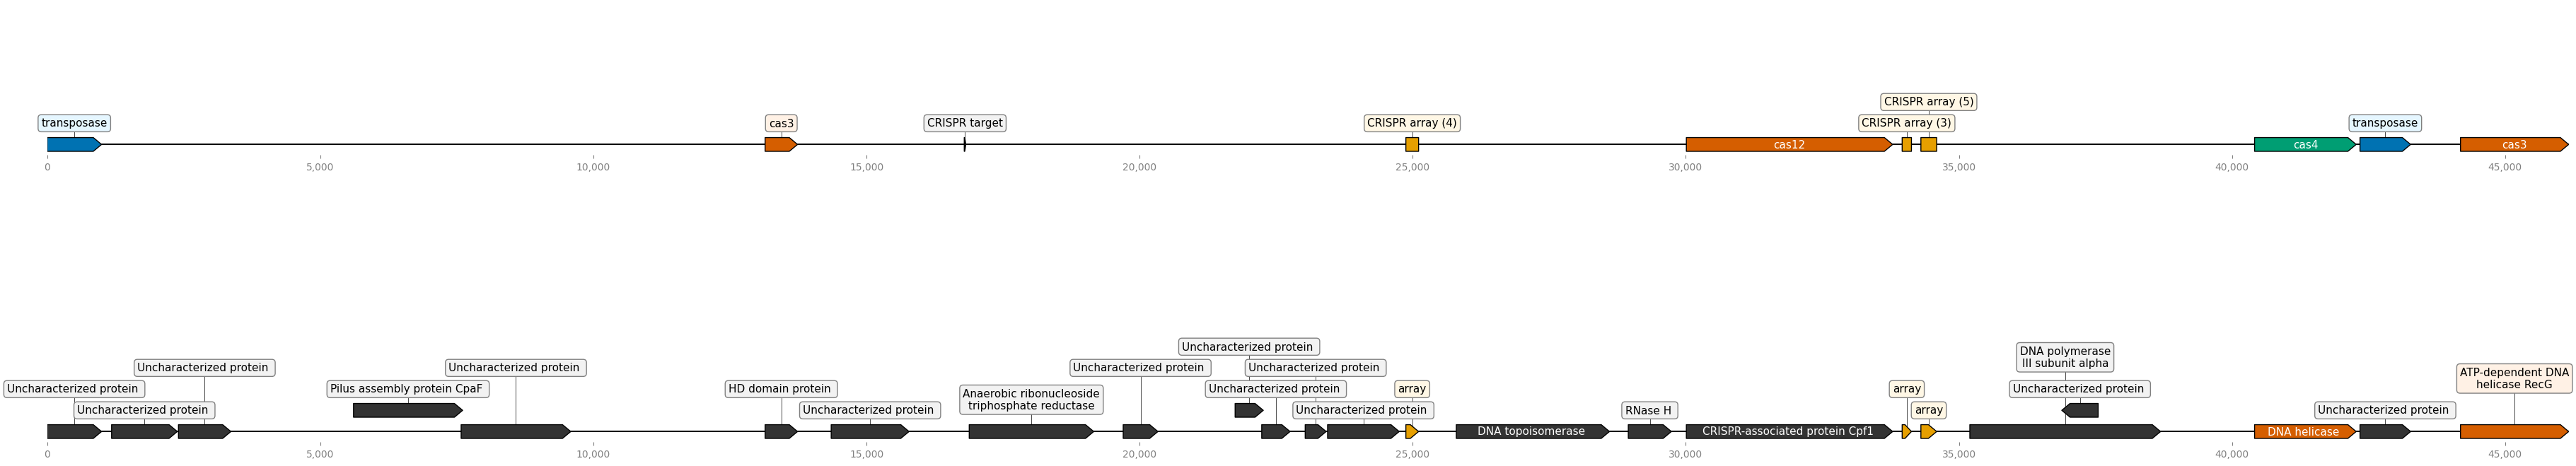 CRISPR array (5)
transposase
cas3
CRISPR target
CRISPR array (4)
CRISPR array (3)
transposase
cas12
cas4
cas3
0
5,000
10,000
15,000
20,000
25,000
30,000
35,000
40,000
45,000
Uncharacterized protein
DNA polymerase
III subunit alpha
Uncharacterized protein
Uncharacterized protein
Uncharacterized protein
Uncharacterized protein
ATP-dependent DNA
helicase RecG
Uncharacterized protein
Pilus assembly protein CpaF
HD domain protein
Anaerobic ribonucleoside
triphosphate reductase
Uncharacterized protein
array
array
Uncharacterized protein
Uncharacterized protein
Uncharacterized protein
Uncharacterized protein
RNase H
array
Uncharacterized protein
DNA topoisomerase
CRISPR-associated protein Cpf1
DNA helicase
0
5,000
10,000
15,000
20,000
25,000
30,000
35,000
40,000
45,000